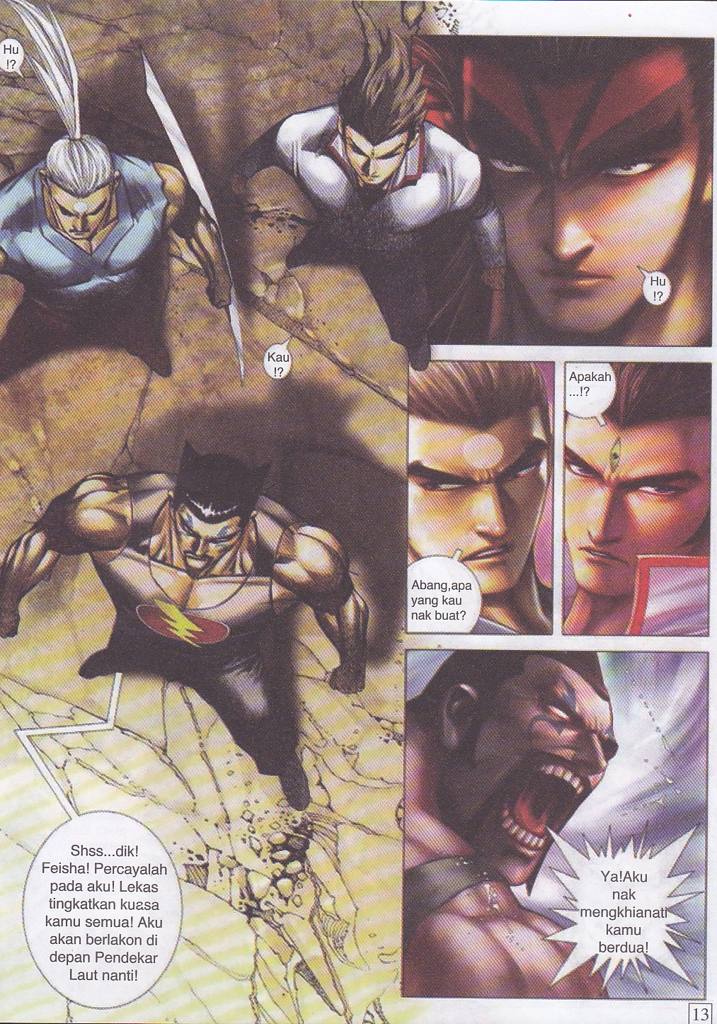 Hu
!?
Kau
!?
Hu
!?
Abang,apa
yang kau
nak buat?
Apakah
...!?
Shss...dik!
Feisha! Percayalah
pada aku! Lekas
tingkatkan kuasa
kamu semua! Aku
akan berlakon di
depan Pendekar
Laut nanti!
Ya!Aku
nak
mengkhianati
kamu
berdua!
13